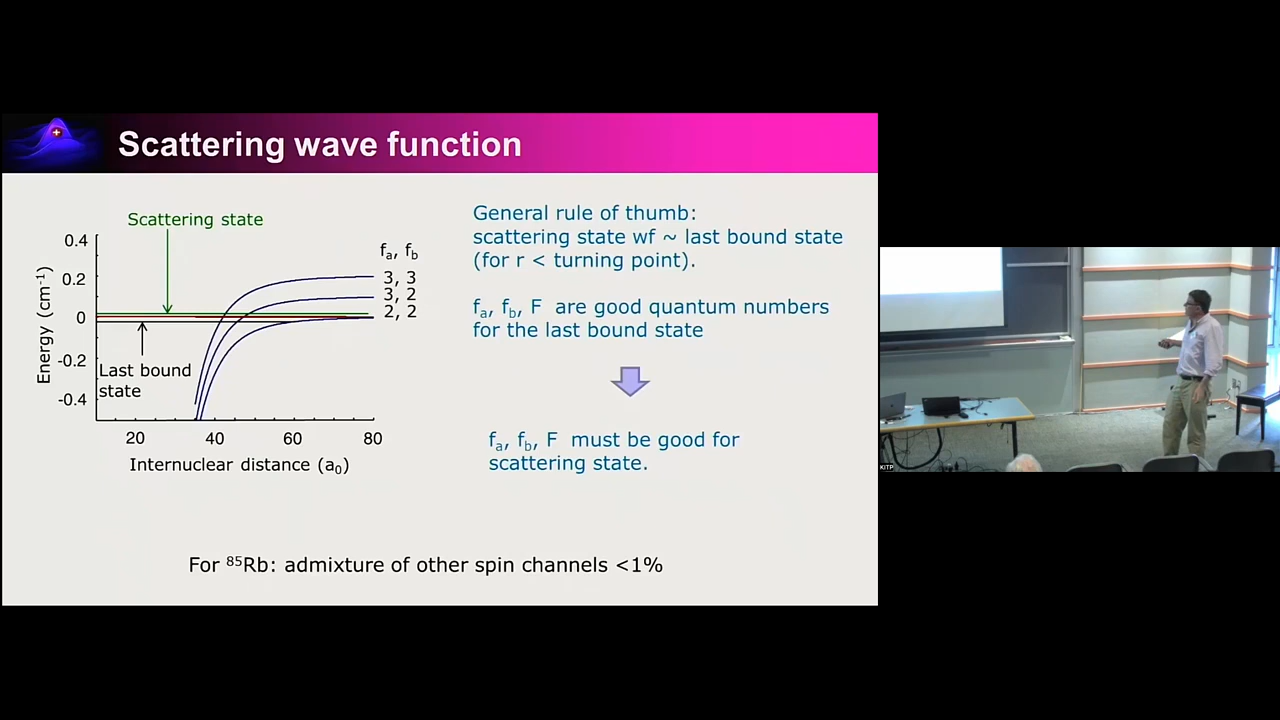 Scattering wave function
Scattering state
0.4
0.2
0
-0.2
-0.4
Energy (cm⁻¹)
fₐ, f_b
3, 3
3, 2
2, 2
Last bound
state
20 40 60 80
Internuclear distance (a₀)
General rule of thumb:
scattering state wf ~ last bound state
(for r < turning point).
fₐ, f_b, F are good quantum numbers
for the last bound state
fₐ, f_b, F must be good for
scattering state.
For ⁸⁵Rb: admixture of other spin channels <1%
KITP